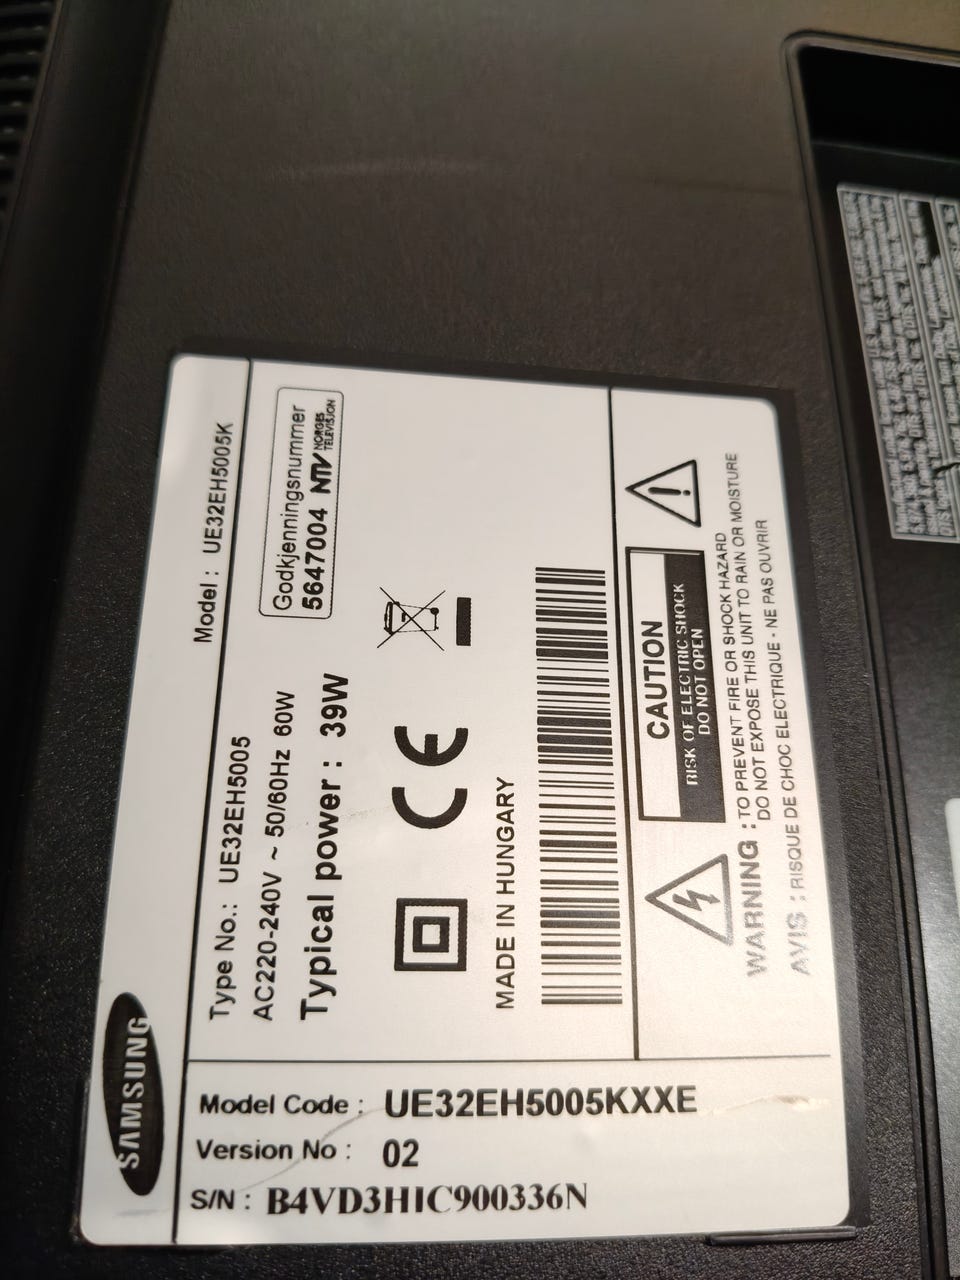 SAMSUNG
Model : UE32EH5005K
Type No.: UE32EH5005
AC220-240V ~ 50/60Hz 60W
Typical power : 39W
Godkjenningsnummer
5647004 NTV NORGES
TELEVISJON
CE
MADE IN HUNGARY
CAUTION
RISK OF ELECTRIC SHOCK
DO NOT OPEN
WARNING : TO PREVENT FIRE OR SHOCK HAZARD
DO NOT EXPOSE THIS UNIT TO RAIN OR MOISTURE
AVIS : RISQUE DE CHOC ELECTRIQUE - NE PAS OUVRIR
Model Code : UE32EH5005KXXE
Version No : 02
S/N : B4VD3HIC900336N